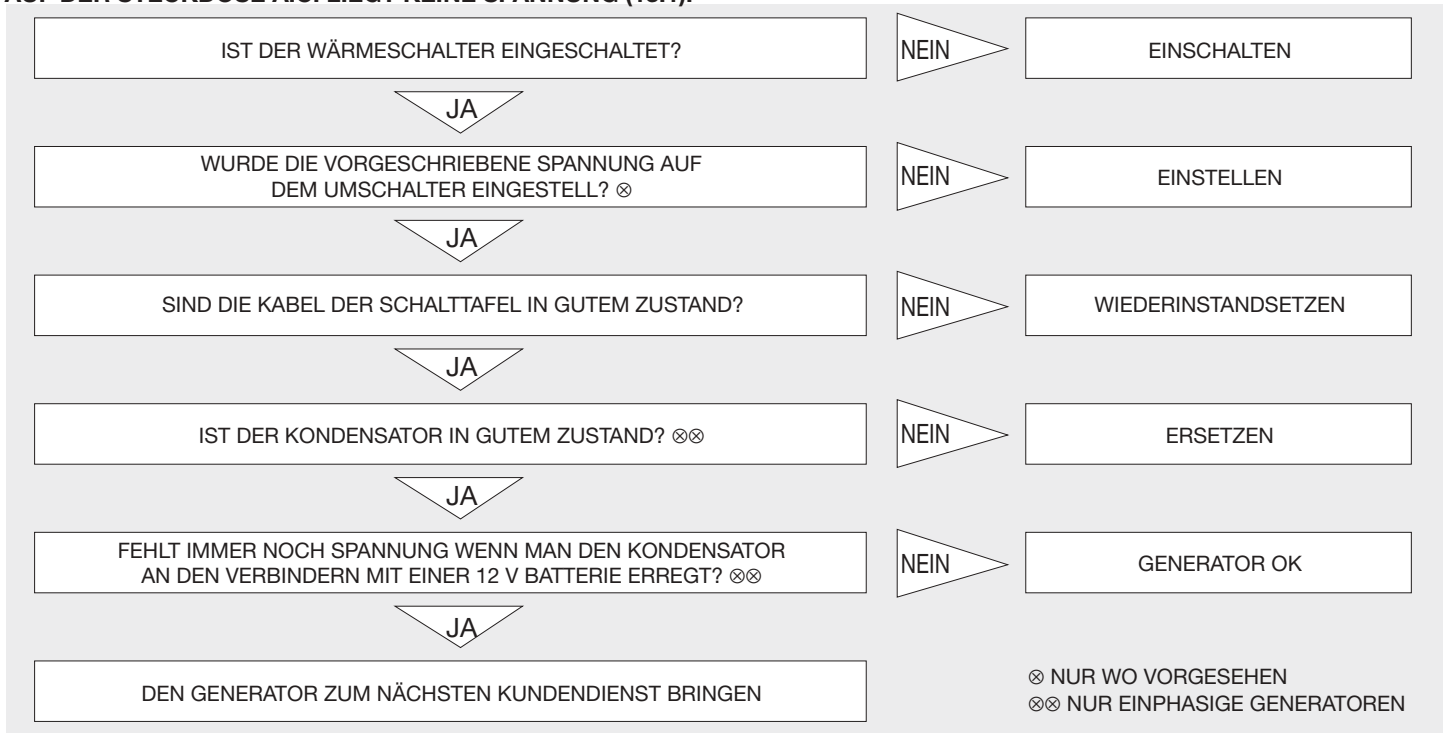 IST DER WÄRMESCHALTER EINGESCHALTET?
NEIN
EINSCHALTEN
JA
WURDE DIE VORGESCHRIEBENE SPANNUNG AUF
DEM UMSCHALTER EINGESTELL? ⊗
NEIN
EINSTELLEN
JA
SIND DIE KABEL DER SCHALTTAFEL IN GUTEM ZUSTAND?
NEIN
WIEDERINSTANDSETZEN
JA
IST DER KONDENSATOR IN GUTEM ZUSTAND? ⊗⊗
NEIN
ERSETZEN
JA
FEHLT IMMER NOCH SPANNUNG WENN MAN DEN KONDENSATOR
AN DEN VERBINDERN MIT EINER 12 V BATTERIE ERREGT? ⊗⊗
NEIN
GENERATOR OK
JA
DEN GENERATOR ZUM NÄCHSTEN KUNDENDIENST BRINGEN
⊗ NUR WO VORGESEHEN
⊗⊗ NUR EINPHASIGE GENERATOREN